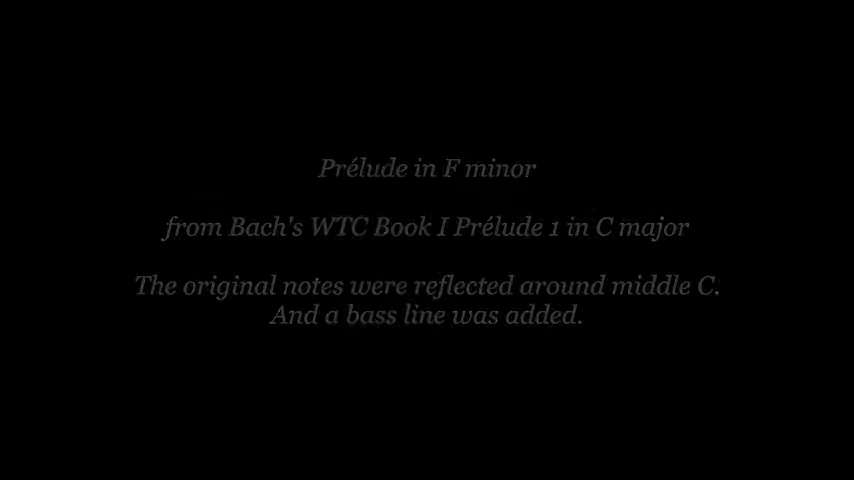 Prélude in F minor
from Bach's WTC Book I Prélude 1 in C major
The original notes were reflected around middle C.
And a bass line was added.